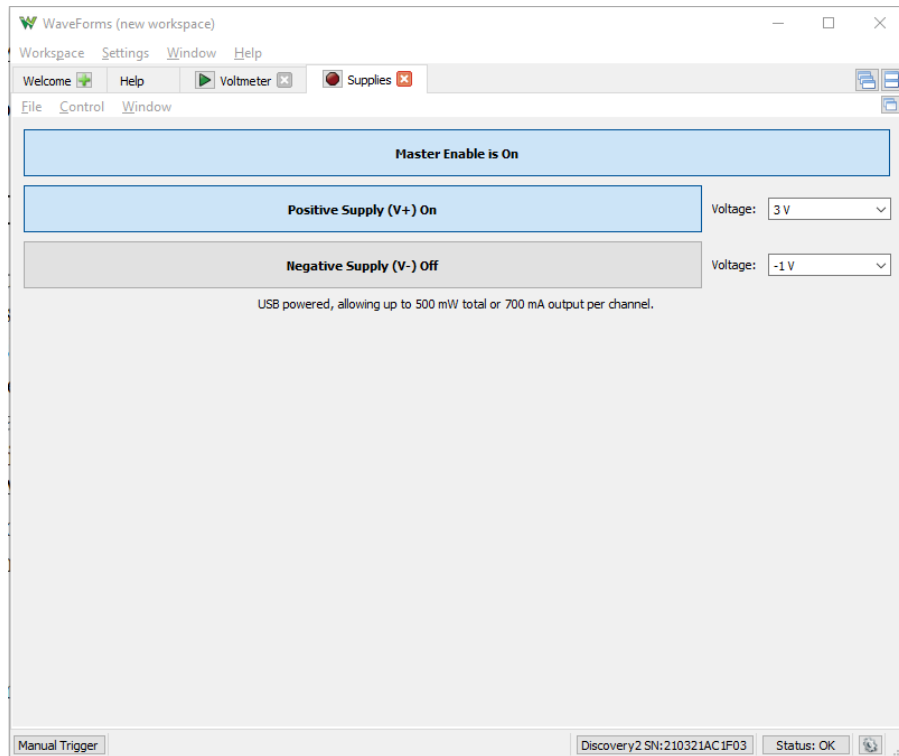 WaveForms (new workspace)
Workspace Settings Window Help
Welcome Help Voltmeter Supplies
File Control Window
Master Enable is On
Positive Supply (V+) On Voltage: 3 V
Negative Supply (V-) Off Voltage: -1 V
USB powered, allowing up to 500 mW total or 700 mA output per channel.
Manual Trigger Discovery2 SN:210321AC1F03 Status: OK